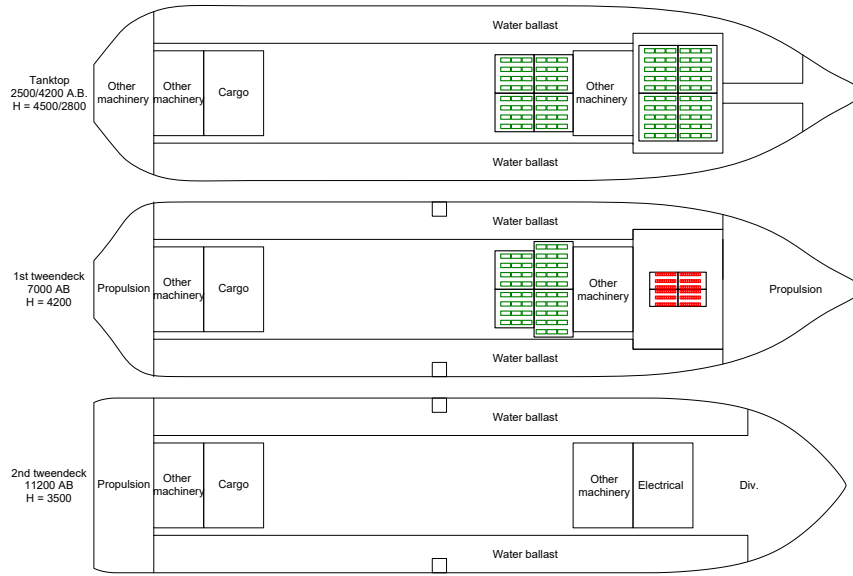 Water ballast
Tanktop
2500/4200 A.B.
H = 4500/2800
Other
machinery
Other
machinery
Cargo
Other
machinery
Water ballast
Water ballast
1st tweendeck
7000 AB
H = 4200
Propulsion
Other
machinery
Cargo
Other
machinery
Propulsion
Water ballast
Water ballast
2nd tweendeck
11200 AB
H = 3500
Propulsion
Other
machinery
Cargo
Other
machinery
Electrical
Div.
Water ballast